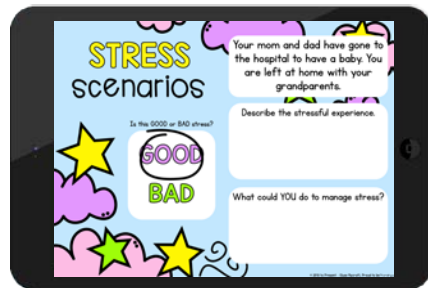 STRESS
scenarios
Your mom and dad have gone to
the hospital to have a baby. You
are left at home with your
grandparents.
Is this GOOD or BAD stress?
GOOD
BAD
Describe the stressful experience.
What could YOU do to manage stress?